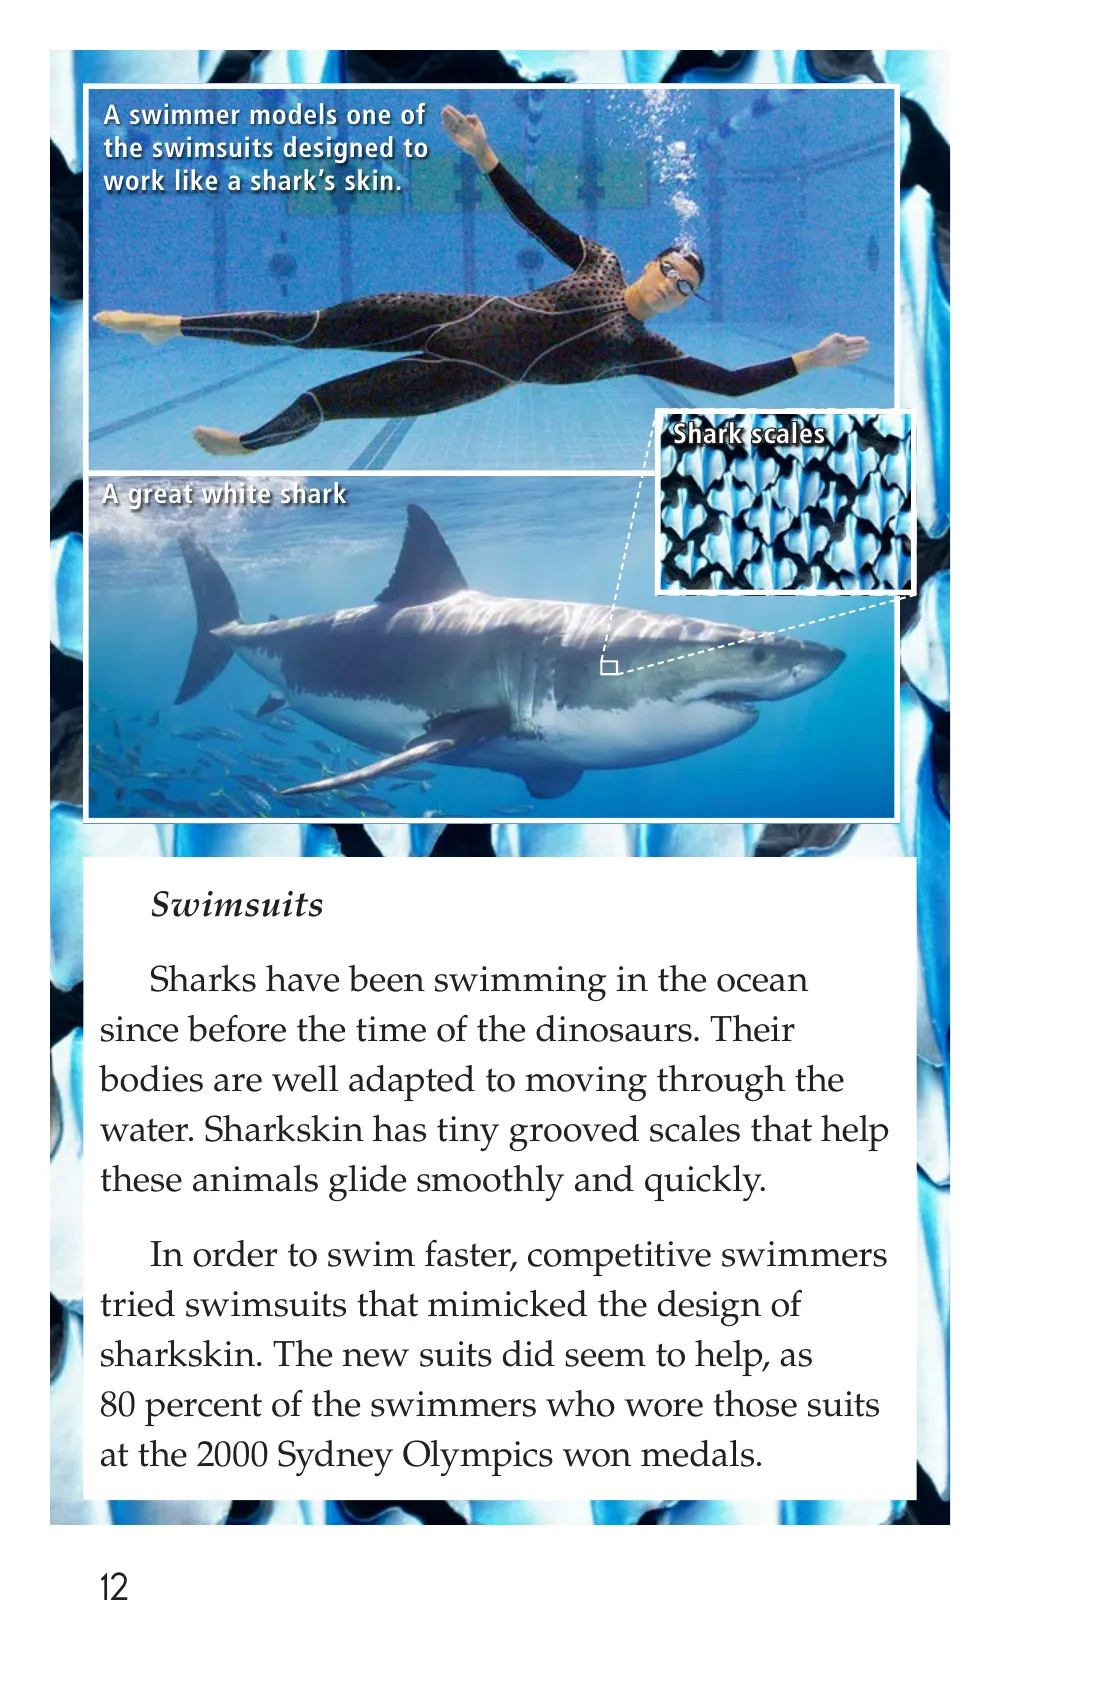 A swimmer models one of
the swimsuits designed to
work like a shark's skin.
Shark scales
A great white shark
Swimsuits
Sharks have been swimming in the ocean
since before the time of the dinosaurs. Their
bodies are well adapted to moving through the
water. Sharkskin has tiny grooved scales that help
these animals glide smoothly and quickly.
In order to swim faster, competitive swimmers
tried swimsuits that mimicked the design of
sharkskin. The new suits did seem to help, as
80 percent of the swimmers who wore those suits
at the 2000 Sydney Olympics won medals.
12